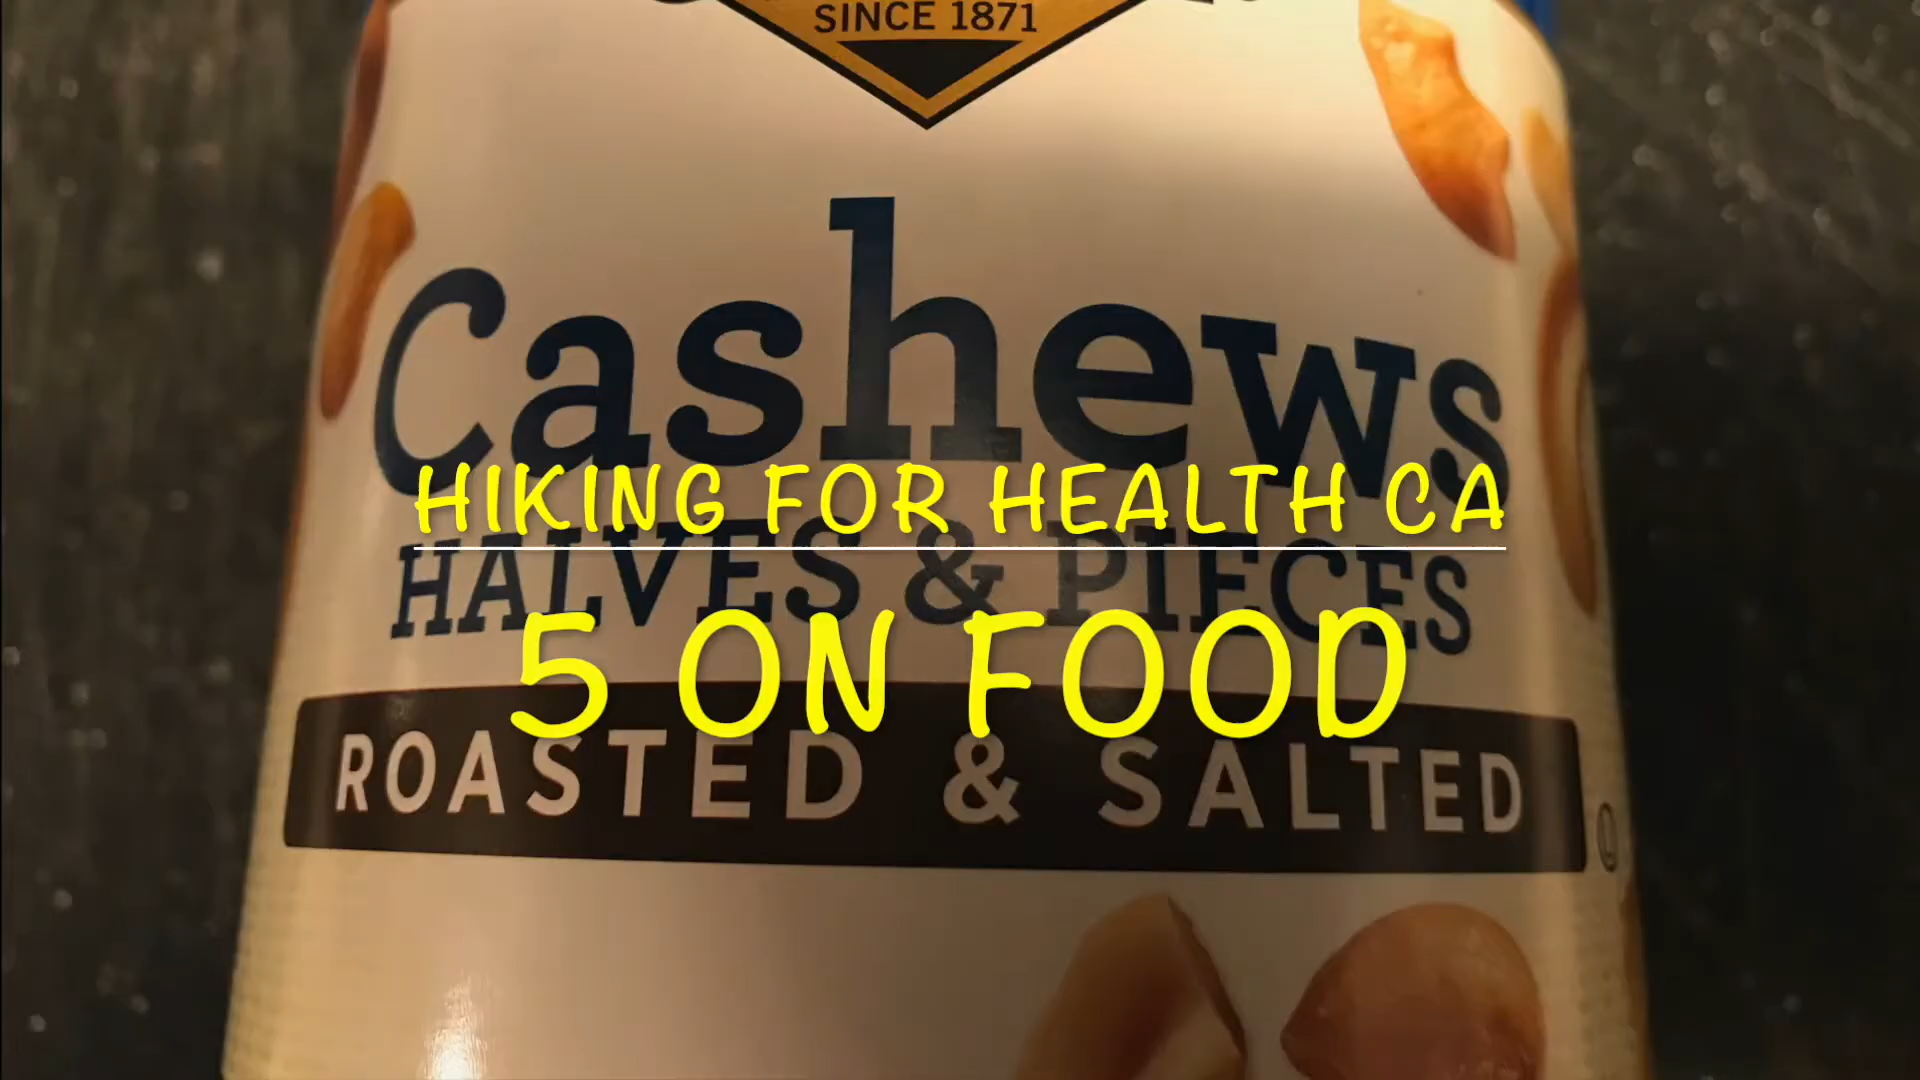 SINCE 1871
Cashews
HIKING FOR HEALTH CA
HALVES & PIECES
5 ON FOOD
ROASTED & SALTED